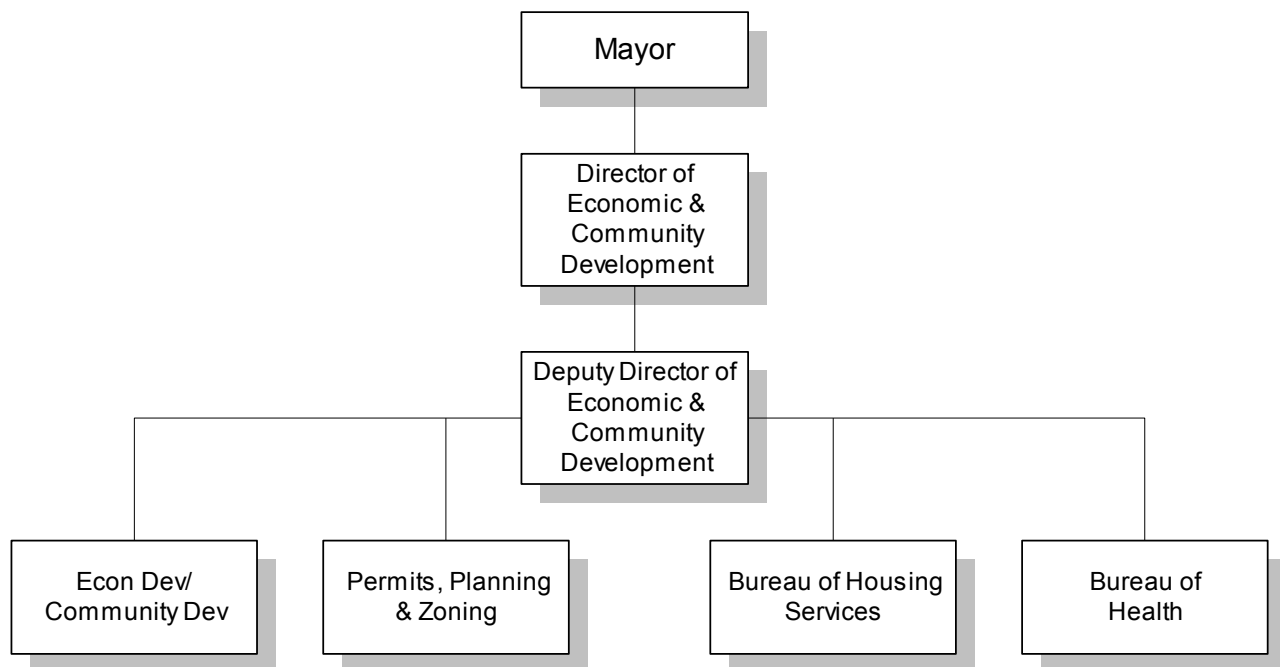 Mayor
Director of
Economic &
Community
Development
Deputy Director of
Economic &
Community
Development
Econ Dev/
Community Dev
Permits, Planning
& Zoning
Bureau of Housing
Services
Bureau of
Health